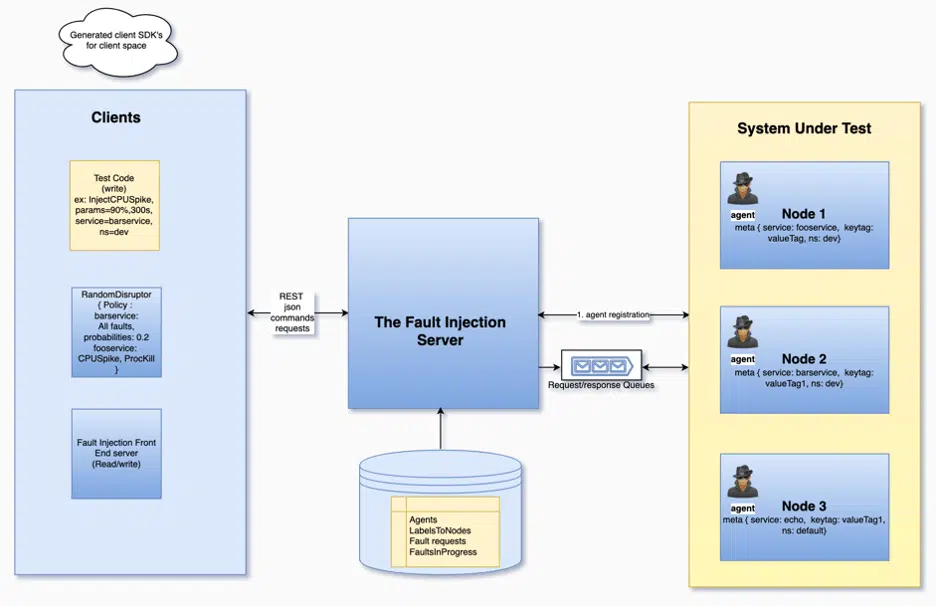 Generated client SDK's
for client space
Clients
Test Code
(write)
ex: InjectCPUSpike,
params=90%,300s,
service=barservice,
ns=dev
RandomDisruptor
{ Policy :
barservice:
All faults,
probabilities: 0.2
fooservice:
CPUSpike, ProcKill
}
Fault Injection Front
End server
(Read/write)
REST
json
commands
requests
The Fault Injection
Server
Agents
LabelsToNodes
Fault requests
FaultsInProgress
1. agent registration
Request/response Queues
System Under Test
agent
Node 1
meta { service: fooservice, keytag:
valueTag, ns: dev}
agent
Node 2
meta { service: barservice, keytag:
valueTag1, ns: dev}
agent
Node 3
meta { service: echo, keytag: valueTag1,
ns: default}